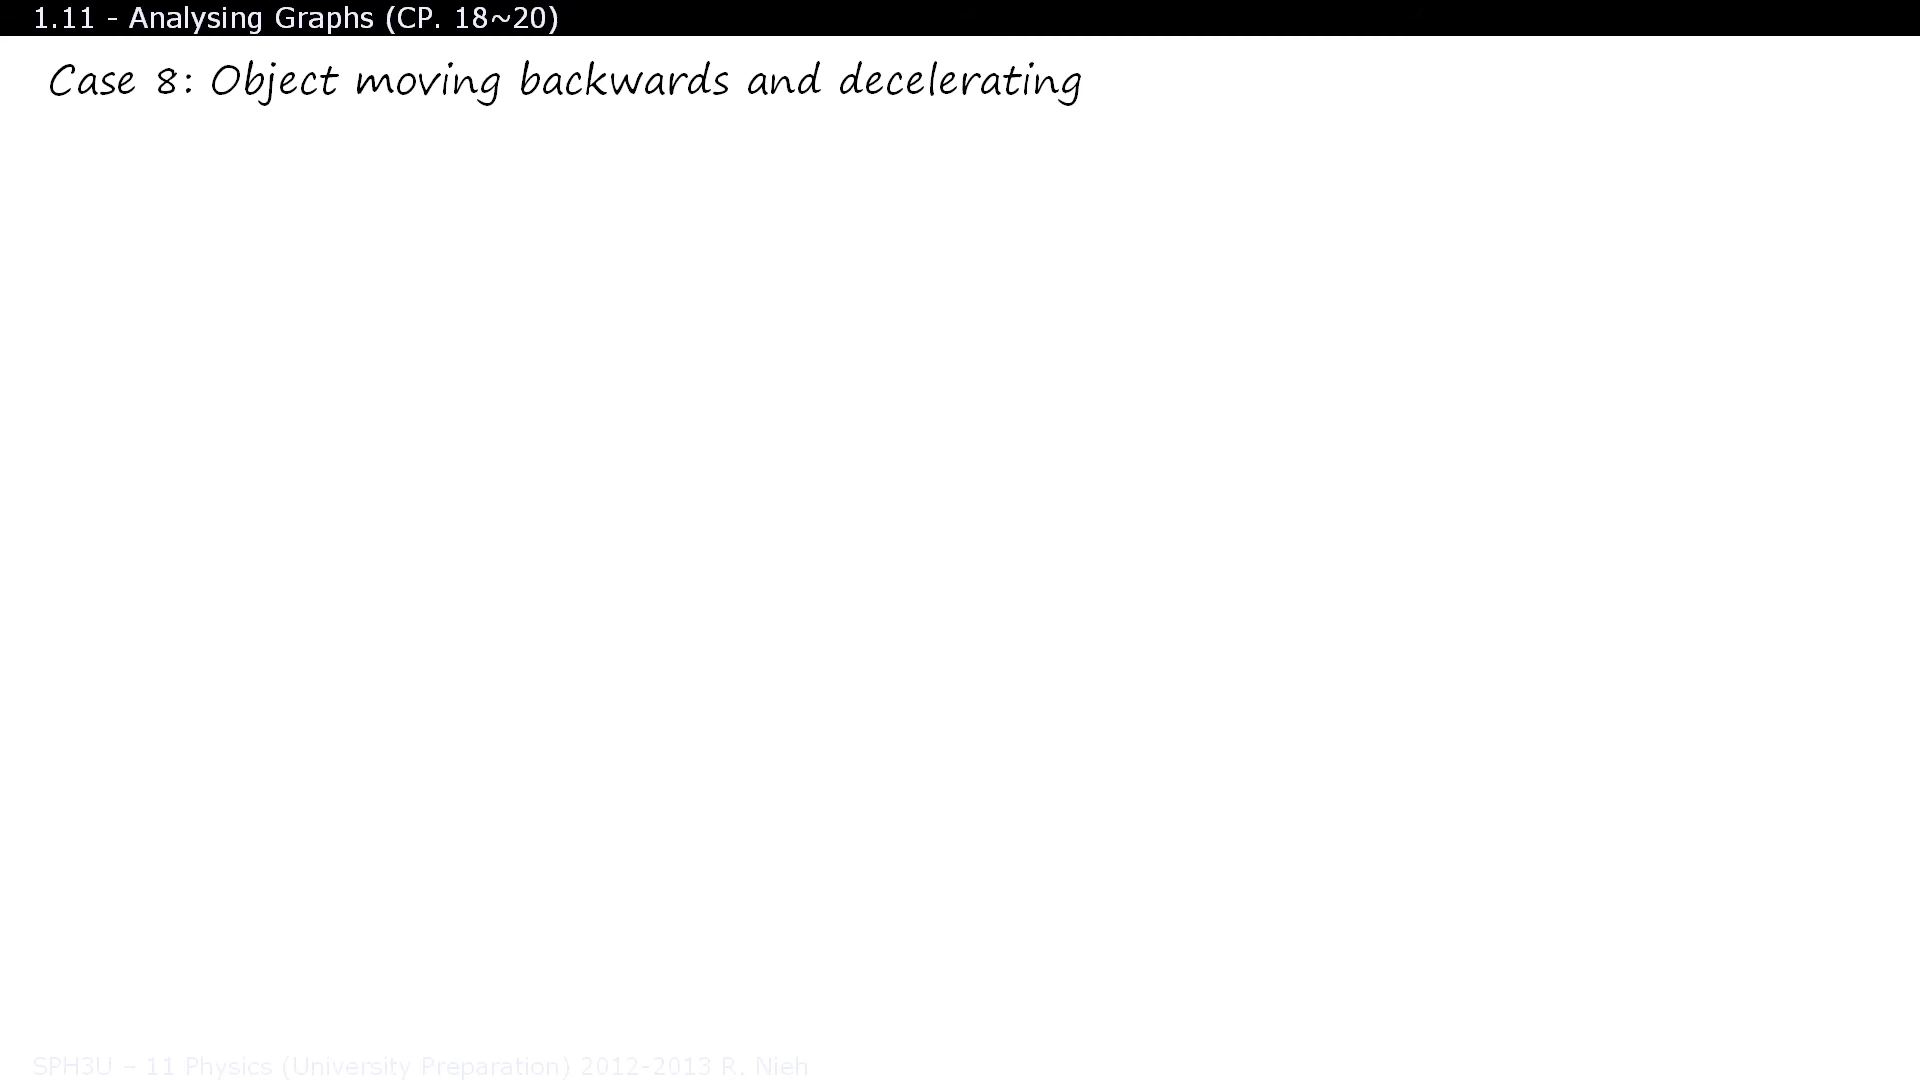 1.11 - Analysing Graphs (CP. 18~20)
Case 8: Object moving backwards and decelerating
SPH3U – 11 Physics (University Preparation) 2012-2013 R. Nieh